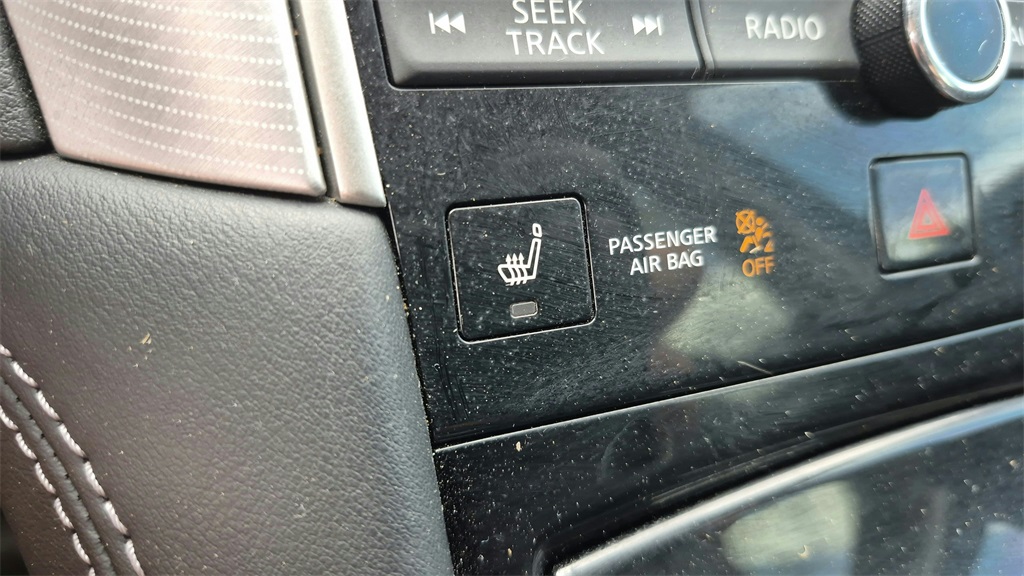 SEEK
TRACK
RADIO
PASSENGER
AIR BAG
OFF